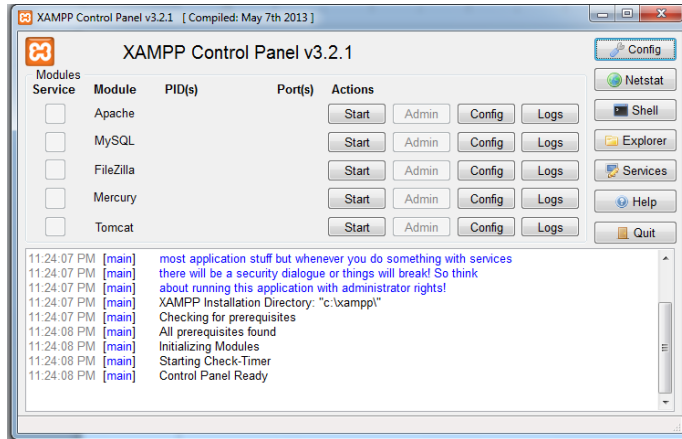 XAMPP Control Panel v3.2.1 [ Compiled: May 7th 2013 ]
XAMPP Control Panel v3.2.1
Config
Modules
Service Module PID(s) Port(s) Actions
Netstat
Apache Start Admin Config Logs
Shell
MySQL Start Admin Config Logs
Explorer
FileZilla Start Admin Config Logs
Services
Mercury Start Admin Config Logs
Help
Tomcat Start Admin Config Logs
Quit
11:24:07 PM [main] most application stuff but whenever you do something with services
11:24:07 PM [main] there will be a security dialogue or things will break! So think
11:24:07 PM [main] about running this application with administrator rights!
11:24:07 PM [main] XAMPP Installation Directory: "c:\xampp\"
11:24:07 PM [main] Checking for prerequisites
11:24:08 PM [main] All prerequisites found
11:24:08 PM [main] Initializing Modules
11:24:08 PM [main] Starting Check-Timer
11:24:08 PM [main] Control Panel Ready